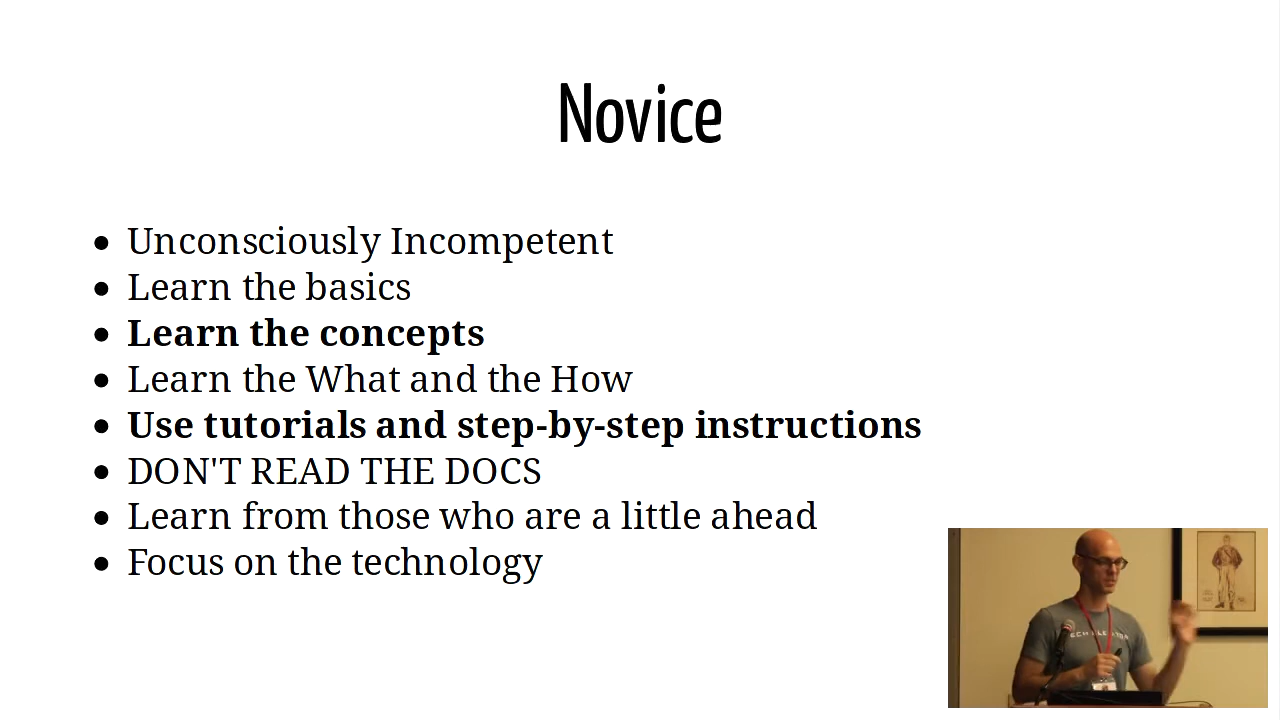 Novice
Unconsciously Incompetent
Learn the basics
Learn the concepts
Learn the What and the How
Use tutorials and step-by-step instructions
DON'T READ THE DOCS
Learn from those who are a little ahead
Focus on the technology